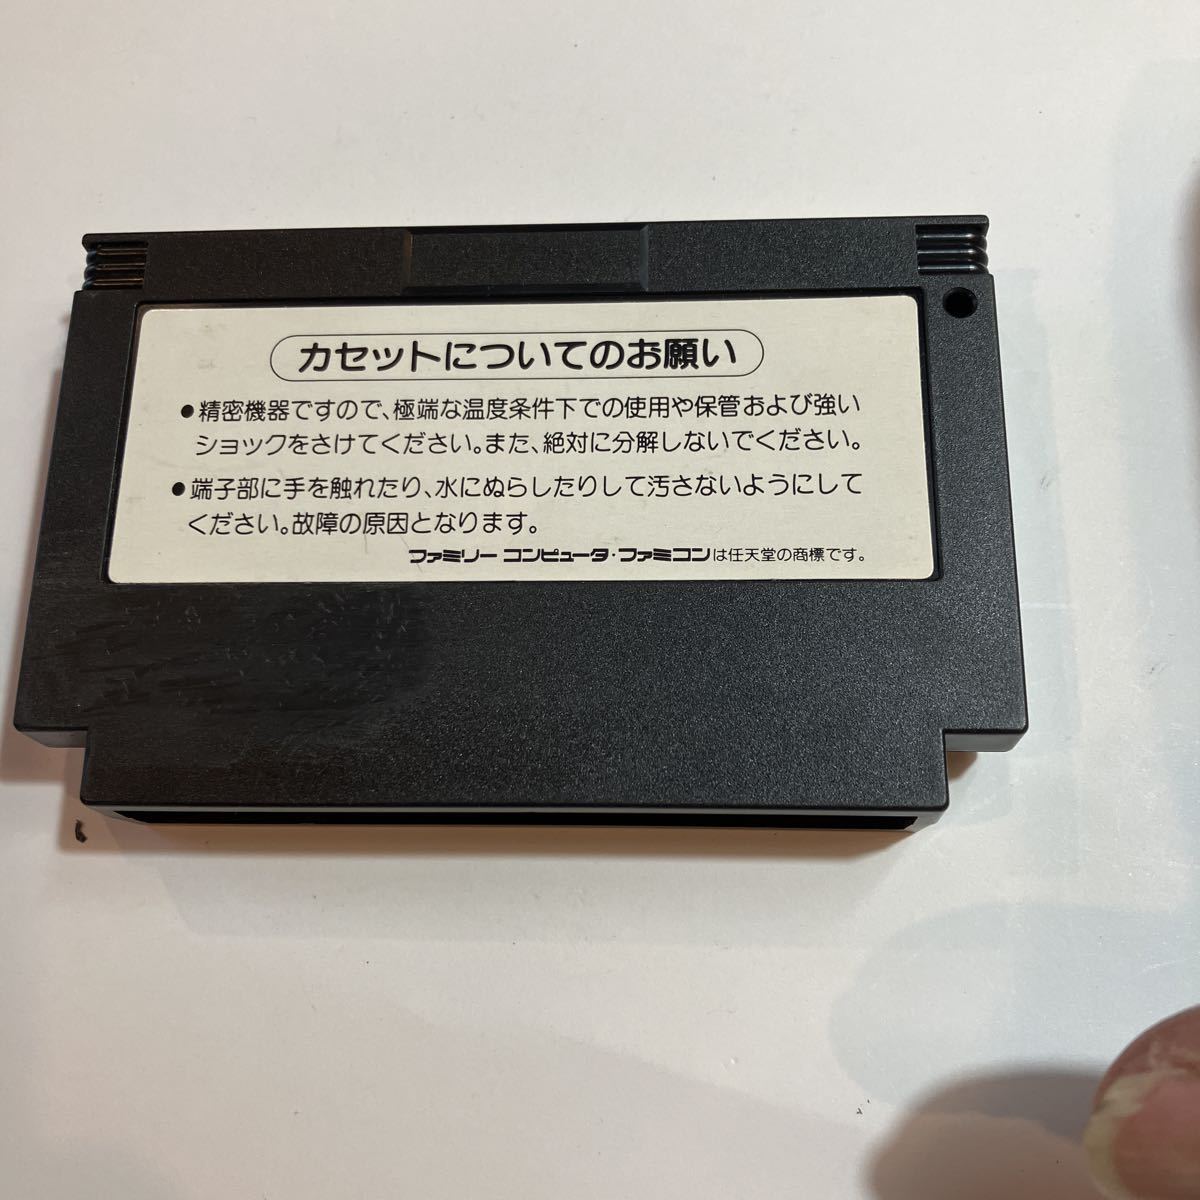 カセットについてのお願い
●精密機器ですので、極端な温度条件下での使用や保管および強い
ショックをさけてください。また、絶対に分解しないでください。
●端子部に手を触れたり、水にぬらしたりして汚さないようにして
ください。故障の原因となります。
ファミリー コンピュータ・ファミコンは任天堂の商標です。